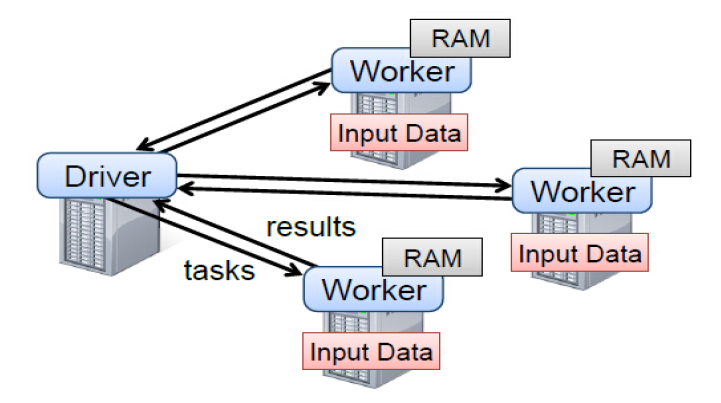 RAM
Worker
Input Data
RAM
Driver
Worker
results
Input Data
tasks
RAM
Worker
Input Data